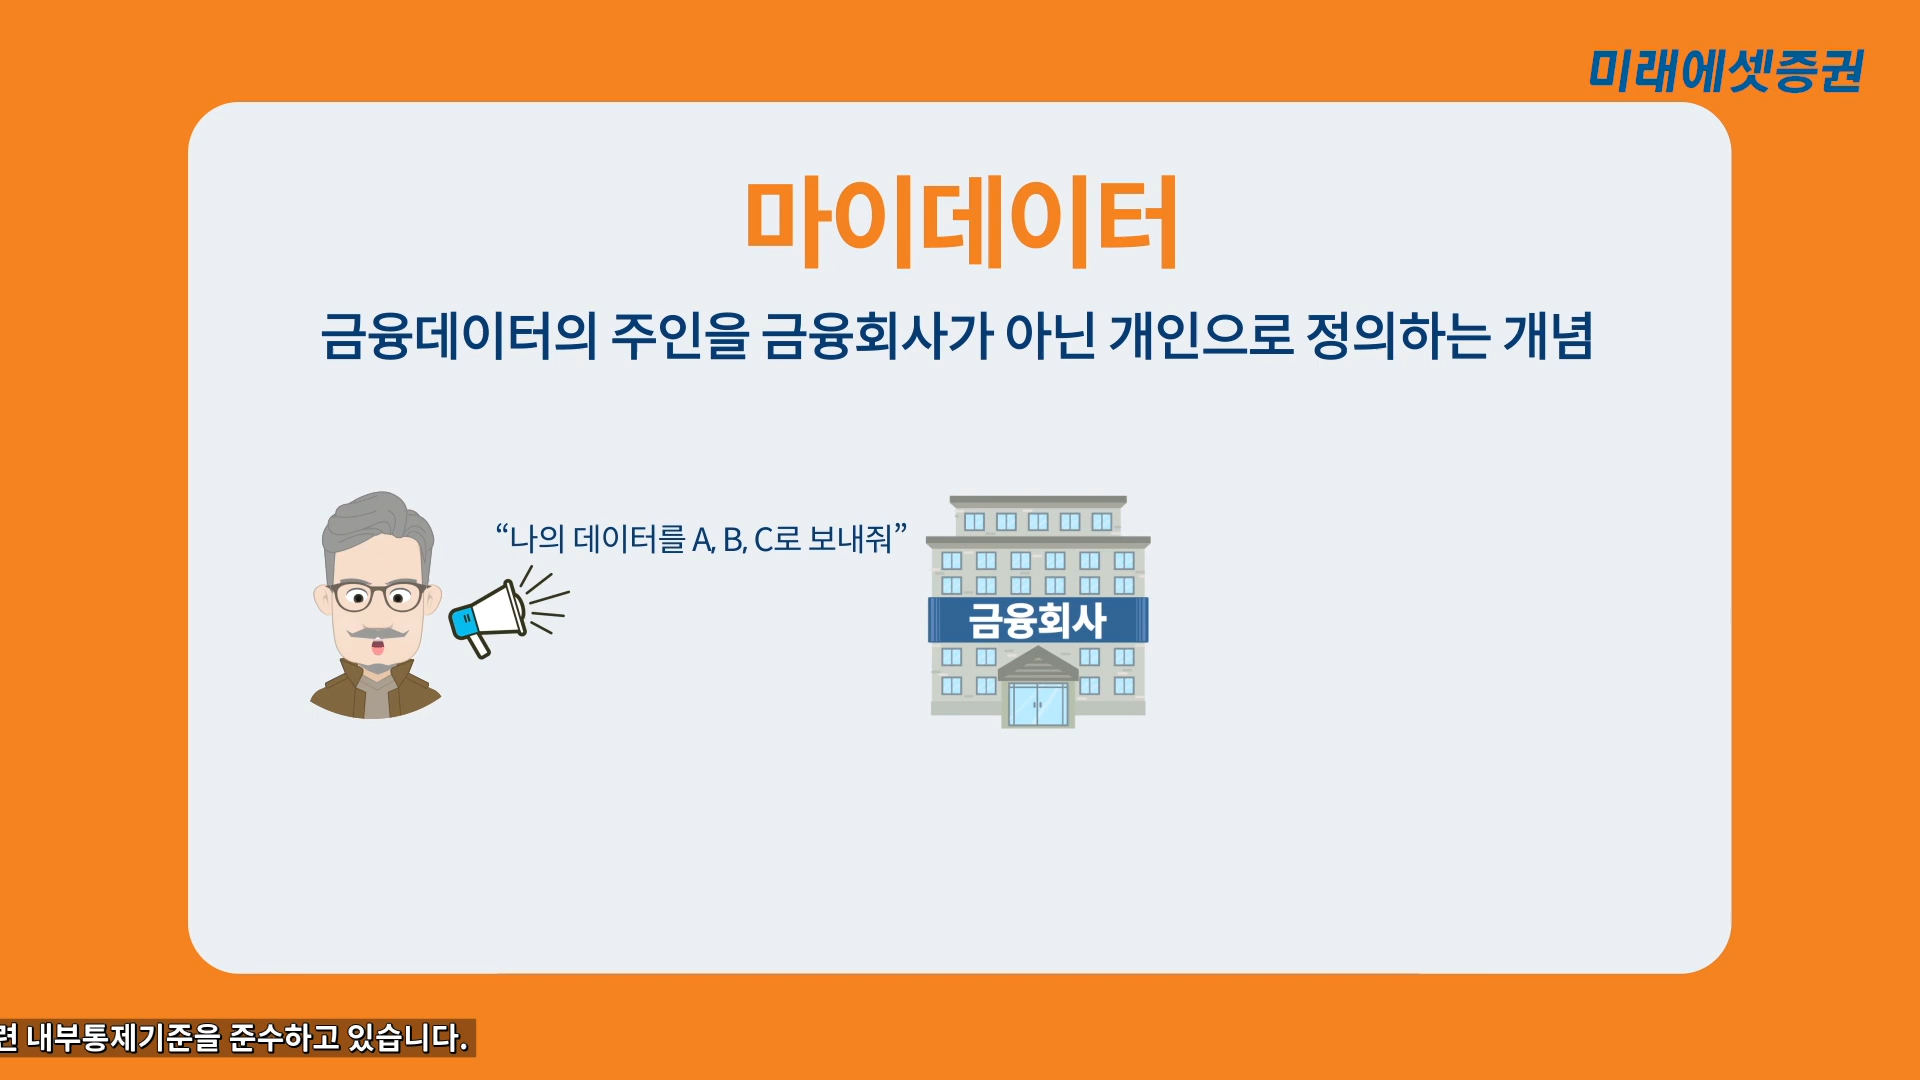 미래에셋증권
마이데이터
금융데이터의 주인을 금융회사가 아닌 개인으로 정의하는 개념
“나의 데이터를 A, B, C로 보내줘”
금융회사
련 내부통제기준을 준수하고 있습니다.